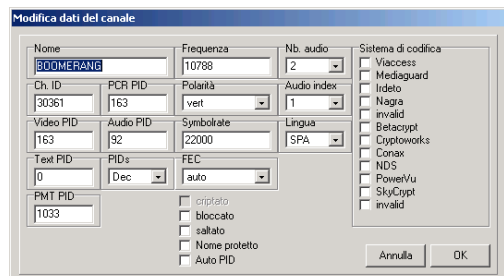 Modifica dati del canale
Nome Frequenza Nb. audio Sistema di codifica
BOOMERANG 10788 2 Viaccess
Mediaguard
Ch. ID PCR PID Polarità Audio index Irdeto
30361 163 vert 1 Nagra
invalid
Video PID Audio PID Symbolrate Lingua Betacrypt
163 92 22000 SPA Cryptoworks
Conax
Text PID PIDs FEC NDS
0 Dec auto PowerVu
SkyCrypt
PMT PID criptato invalid
1033 bloccato
saltato
Nome protetto
Auto PID Annulla OK